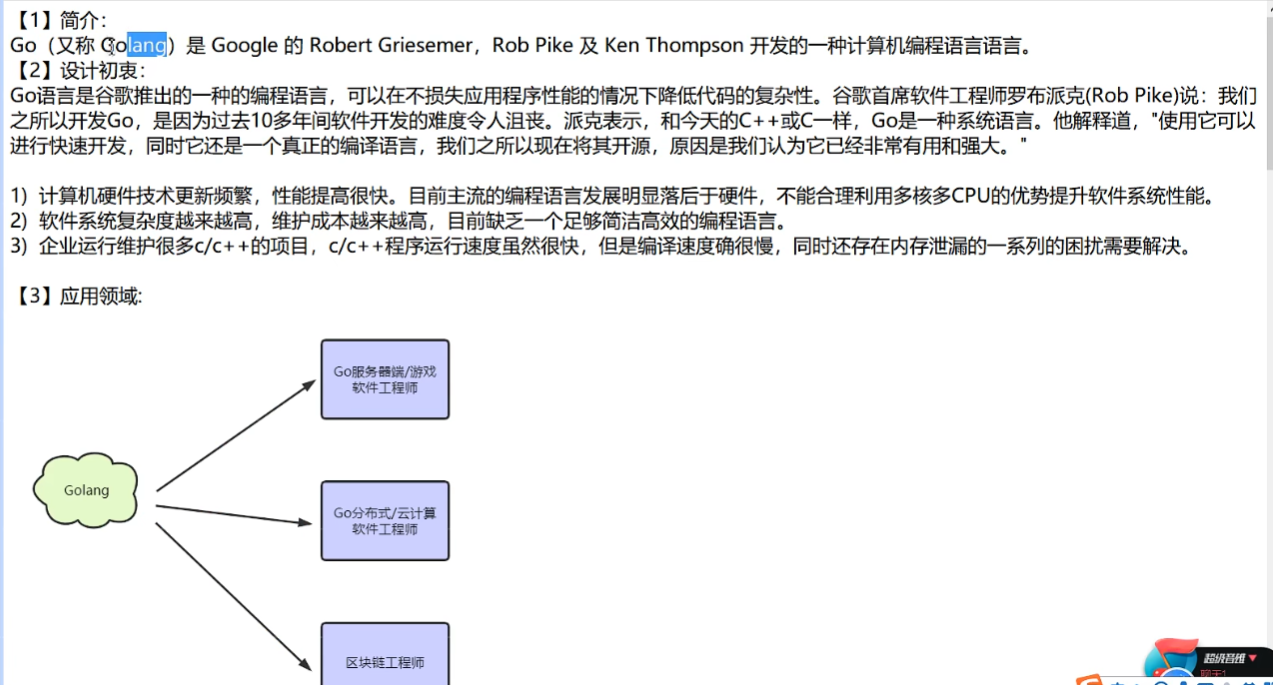 【1】简介：
Go（又称 Golang）是 Google 的 Robert Griesemer，Rob Pike 及 Ken Thompson 开发的一种计算机编程语言语言。
【2】设计初衷：
Go语言是谷歌推出的一种的编程语言，可以在不损失应用程序性能的情况下降低代码的复杂性。谷歌首席软件工程师罗布派克(Rob Pike)说：我们
之所以开发Go，是因为过去10多年间软件开发的难度令人沮丧。派克表示，和今天的C++或C一样，Go是一种系统语言。他解释道，"使用它可以
进行快速开发，同时它还是一个真正的编译语言，我们之所以现在将其开源，原因是我们认为它已经非常有用和强大。"
1）计算机硬件技术更新频繁，性能提高很快。目前主流的编程语言发展明显落后于硬件，不能合理利用多核多CPU的优势提升软件系统性能。
2）软件系统复杂度越来越高，维护成本越来越高，目前缺乏一个足够简洁高效的编程语言。
3）企业运行维护很多c/c++的项目，c/c++程序运行速度虽然很快，但是编译速度确很慢，同时还存在内存泄漏的一系列的困扰需要解决。
【3】应用领域:
Go服务器端/游戏
软件工程师
Golang
Go分布式/云计算
软件工程师
区块链工程师
超级音雄
聊天1